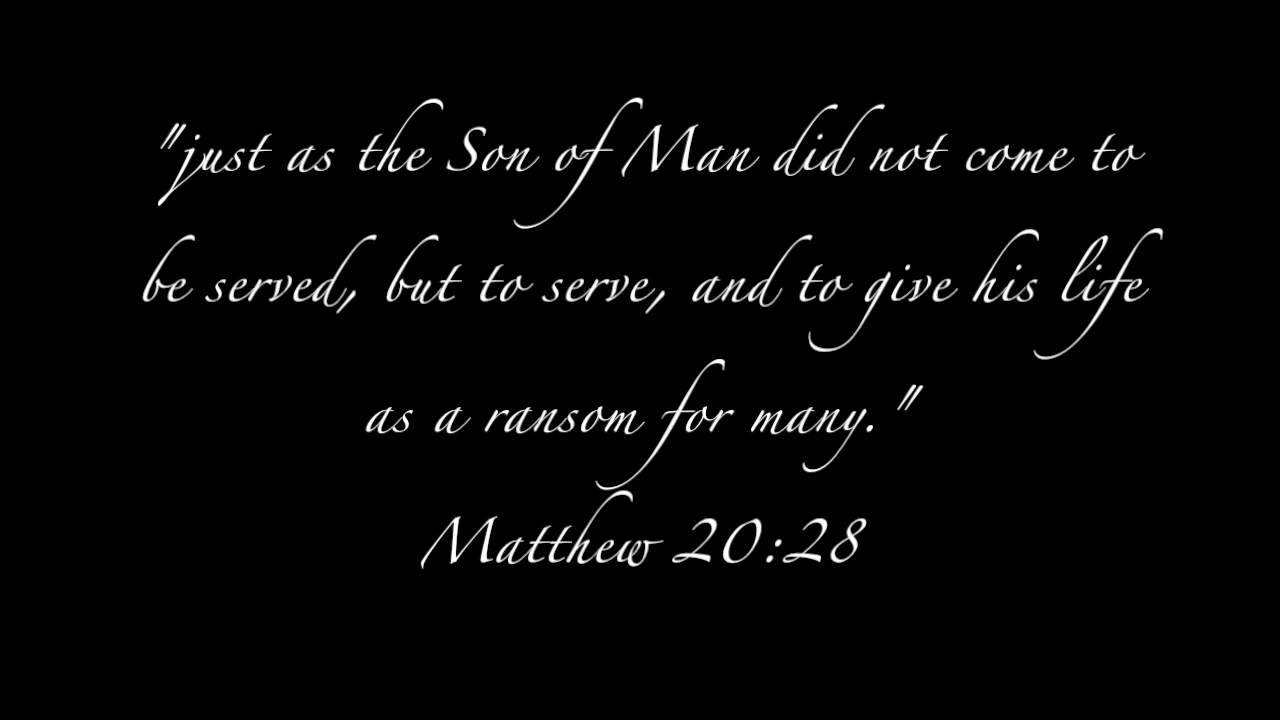 "just as the Son of Man did not come to
be served, but to serve, and to give his life
as a ransom for many."
Matthew 20:28